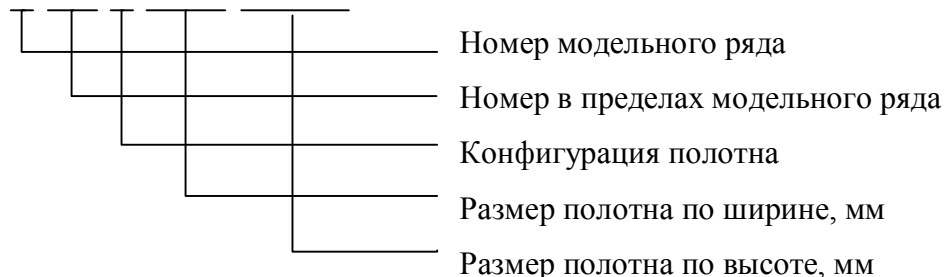 Номер модельного ряда
Номер в пределах модельного ряда
Конфигурация полотна
Размер полотна по ширине, мм
Размер полотна по высоте, мм